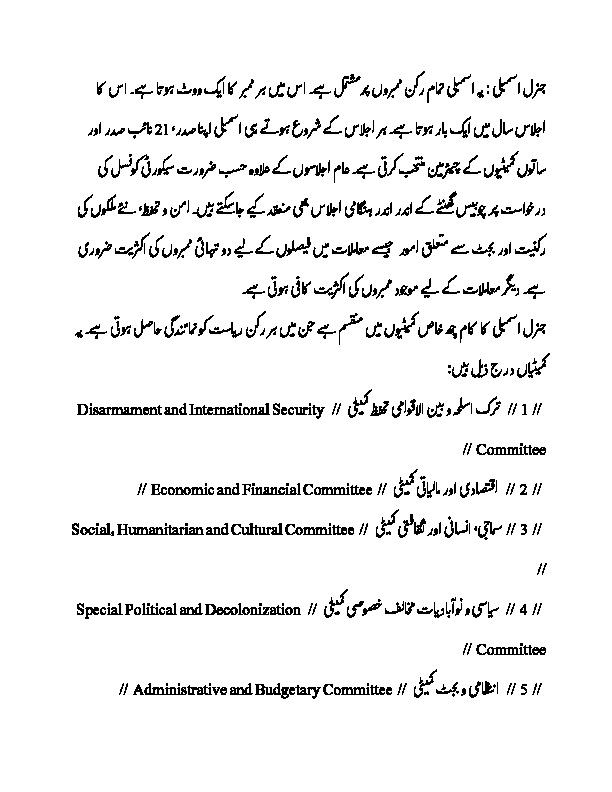 جنرل اسمبلی : یہ اسمبلی تمام رکن ممبروں پر مشتمل ہے۔ اس میں ہر ممبر کا ایک ووٹ ہوتا ہے۔ اس کا
اجلاس سال میں ایک بار ہوتا ہے۔ ہر اجلاس کے شروع ہوتے ہی اسمبلی اپنا صدر، 21 نائب صدر اور
ساتوں کمیٹیوں کے چیئرمین منتخب کرتی ہے۔ عام اجلاسوں کے علاوہ حسب ضرورت سیکورٹی کونسل کی
درخواست پر چوبیس گھنٹے کے اندر اندر ہنگامی اجلاس بھی منعقد کیے جاسکتے ہیں۔ امن و تحفظ، نئے ملکوں کی
رکنیت اور بجٹ سے متعلق امور جیسے معاملات میں فیصلوں کے لیے دو تہائی ممبروں کی اکثریت ضروری
ہے۔ دیگر معاملات کے لیے موجود ممبروں کی اکثریت کافی ہوتی ہے۔
جنرل اسمبلی کا کام چھ خاص کمیٹیوں میں منقسم ہے جن میں ہر رکن ریاست کو نمائندگی حاصل ہوتی ہے۔ یہ
کمیٹیاں درج ذیل ہیں:
// 1 // ترک اسلحہ و بین الاقوامی تحفظ کمیٹی // Disarmament and International Security
Committee //
// 2 // اقتصادی اور مالیاتی کمیٹی // Economic and Financial Committee //
// 3 // سماجی، انسانی اور ثقافتی کمیٹی // Social, Humanitarian and Cultural Committee
//
// 4 // سیاسی و نوآبادیات مخالف خصوصی کمیٹی // Special Political and Decolonization
Committee //
// 5 // انتظامی و بجٹ کمیٹی // Administrative and Budgetary Committee //